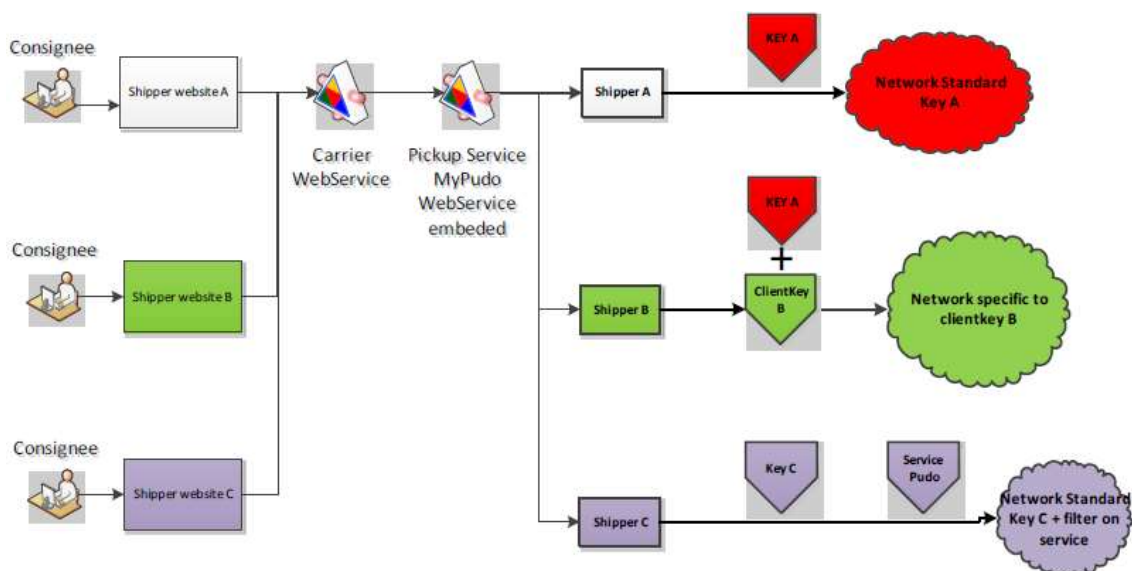 Consignee
Shipper website A
Carrier
WebService
Pickup Service
MyPudo
WebService
embeded
Shipper A
KEY A
Network Standard
Key A
Consignee
Shipper website B
Shipper B
KEY A
+
ClientKey
B
Network specific to
clientkey B
Consignee
Shipper website C
Shipper C
Key C
Service
Pudo
Network Standard
Key C + filter on
service